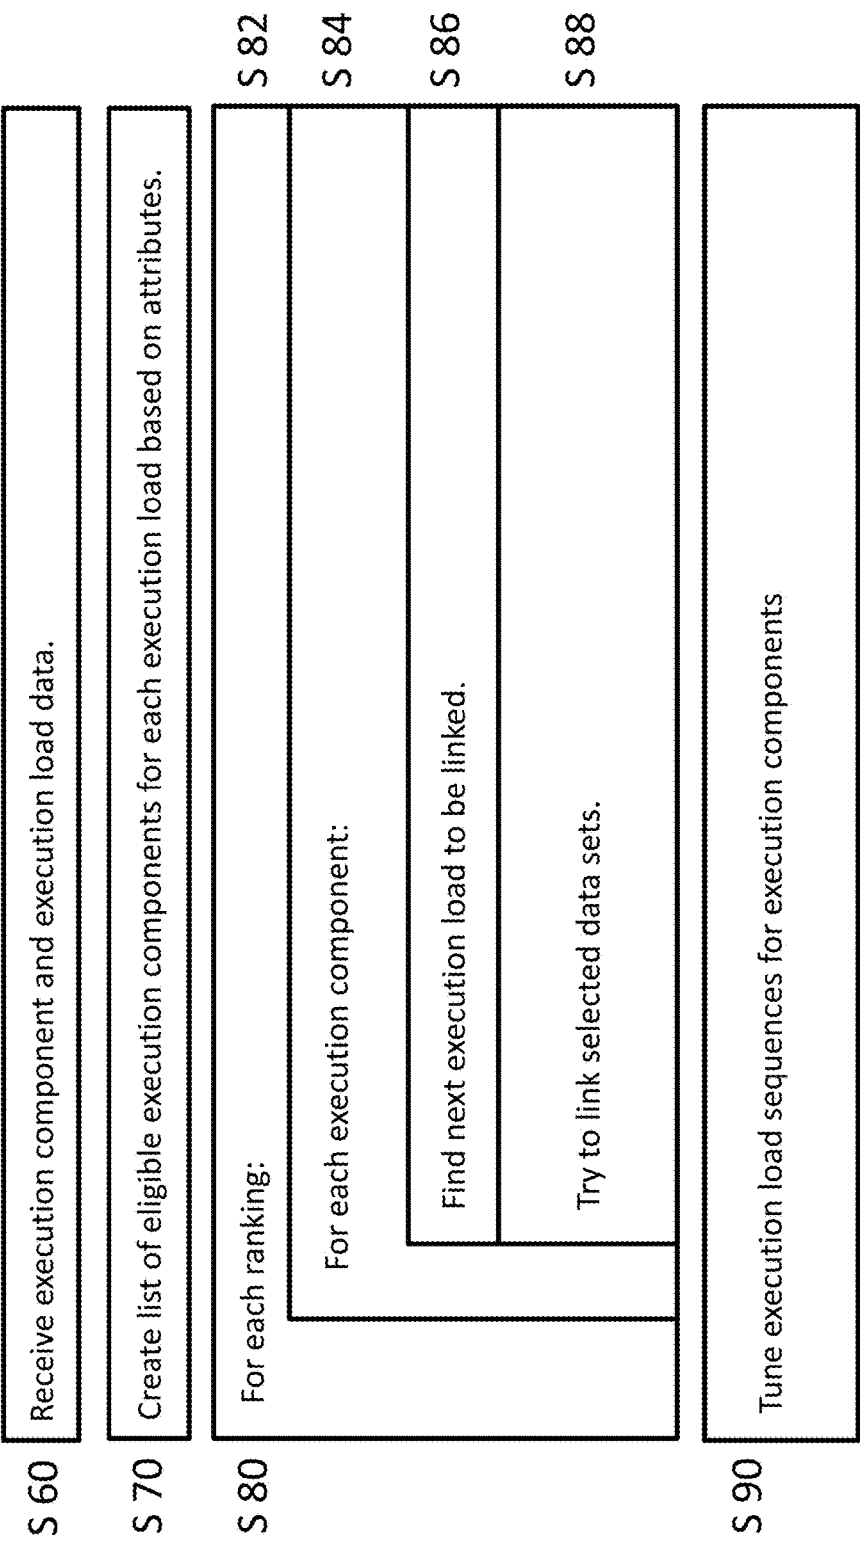 S 60
Receive execution component and execution load data.
S 70
Create list of eligible execution components for each execution load based on attributes.
S 80
For each ranking:
S 82
For each execution component:
S 84
Find next execution load to be linked.
S 86
Try to link selected data sets.
S 88
S 90
Tune execution load sequences for execution components